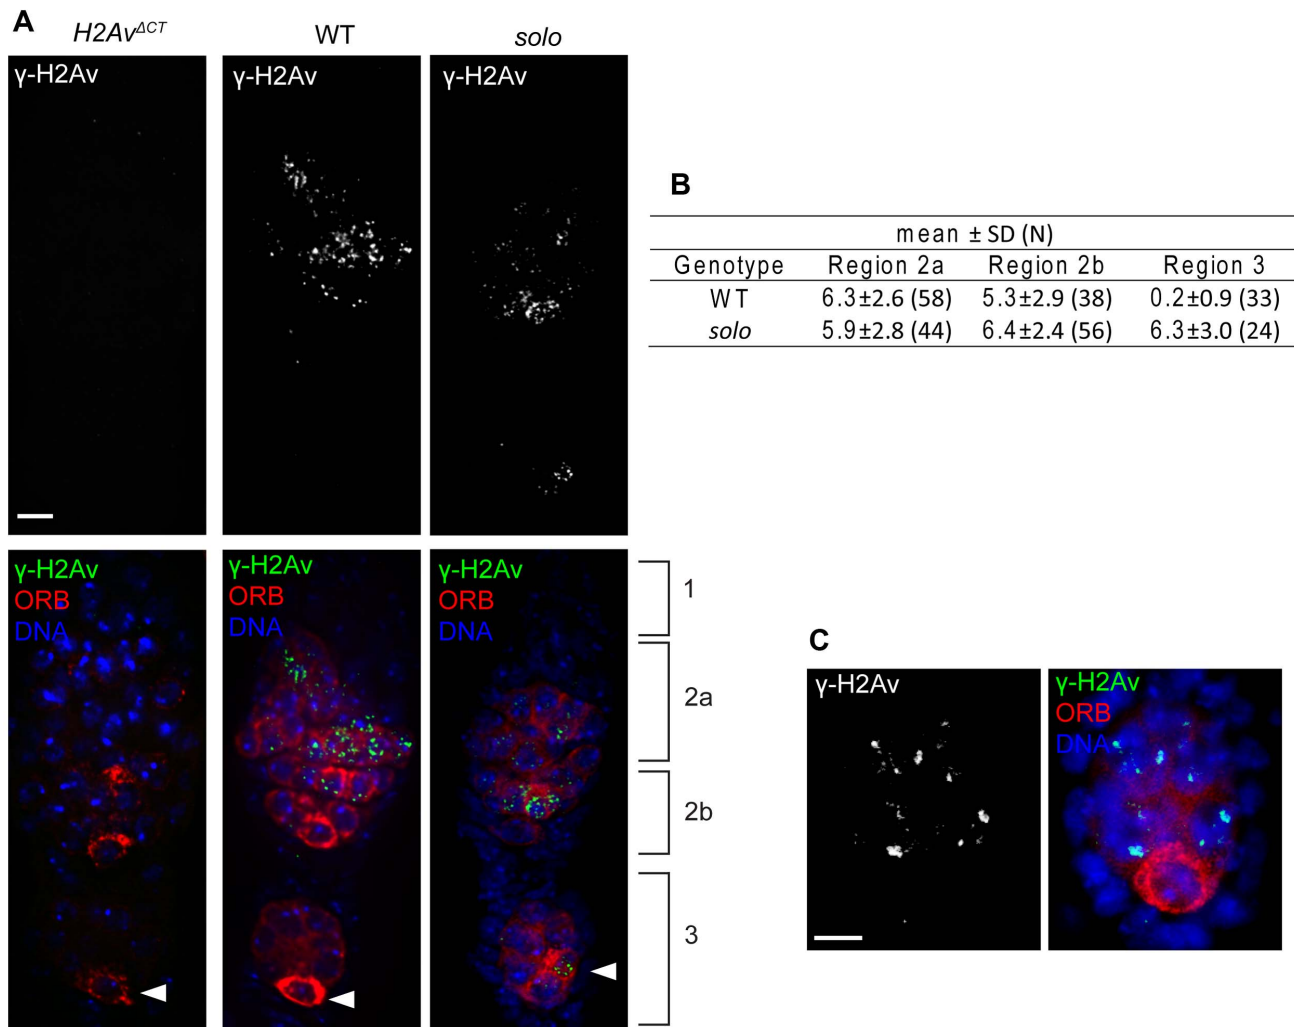 A
H2Av^ΔCT
WT
solo
γ-H2Av
γ-H2Av
γ-H2Av
γ-H2Av
ORB
DNA
γ-H2Av
ORB
DNA
γ-H2Av
ORB
DNA
1
2a
2b
3
B
mean ± SD (N)
Genotype Region 2a Region 2b Region 3
WT 6.3±2.6 (58) 5.3±2.9 (38) 0.2±0.9 (33)
solo 5.9±2.8 (44) 6.4±2.4 (56) 6.3±3.0 (24)
C
γ-H2Av
γ-H2Av
ORB
DNA